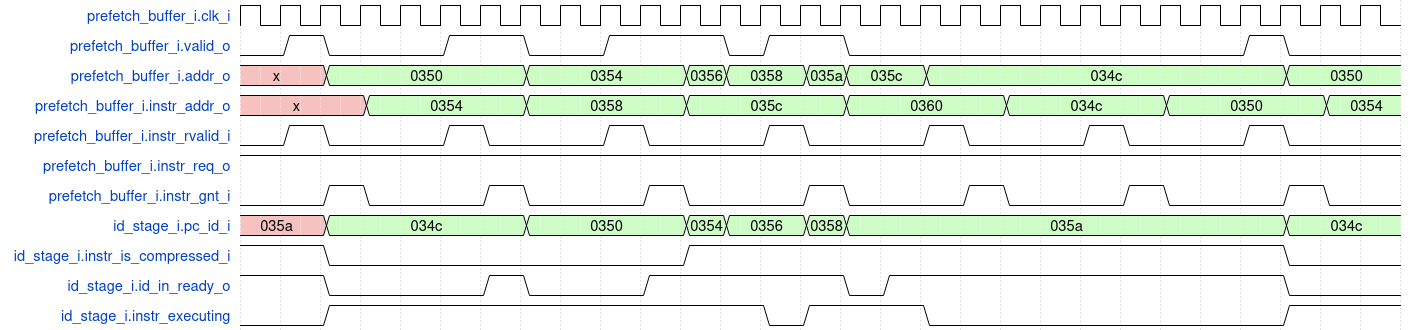 prefetch_buffer_i.clk_i
prefetch_buffer_i.valid_o
prefetch_buffer_i.addr_o x 0350 0354 0356 0358 035a 035c 034c 0350
prefetch_buffer_i.instr_addr_o x 0354 0358 035c 0360 034c 0350 0354
prefetch_buffer_i.instr_rvalid_i
prefetch_buffer_i.instr_req_o
prefetch_buffer_i.instr_gnt_i
id_stage_i.pc_id_i 035a 034c 0350 0354 0356 0358 035a 034c
id_stage_i.instr_is_compressed_i
id_stage_i.id_in_ready_o
id_stage_i.instr_executing